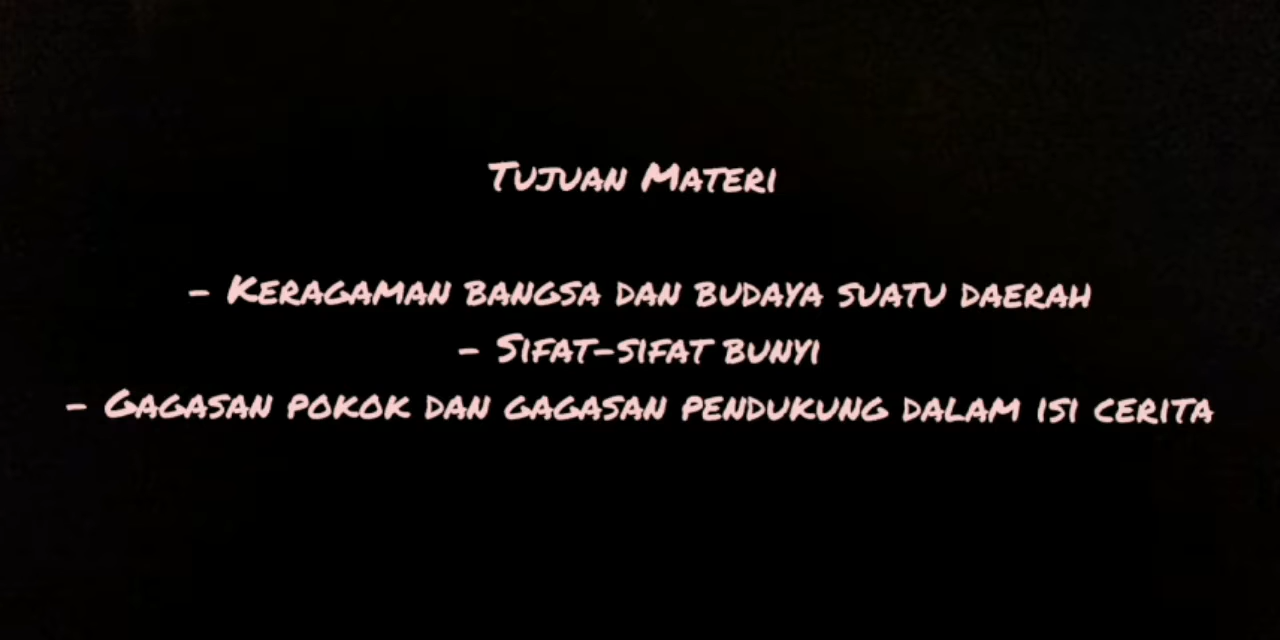 Tujuan Materi
- Keragaman bangsa dan budaya suatu daerah
- Sifat-sifat bunyi
- Gagasan pokok dan gagasan pendukung dalam isi cerita